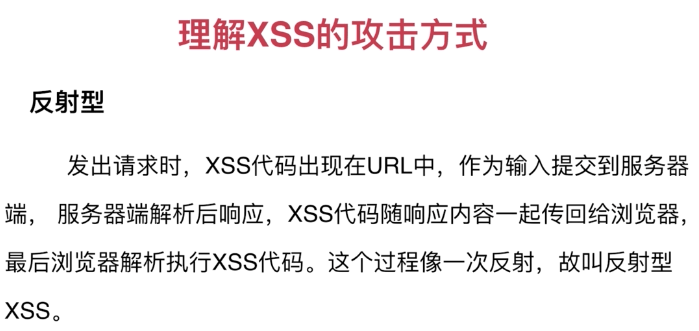 理解XSS的攻击方式
反射型
发出请求时，XSS代码出现在URL中，作为输入提交到服务器
端， 服务器端解析后响应，XSS代码随响应内容一起传回给浏览器，
最后浏览器解析执行XSS代码。这个过程像一次反射，故叫反射型
XSS。